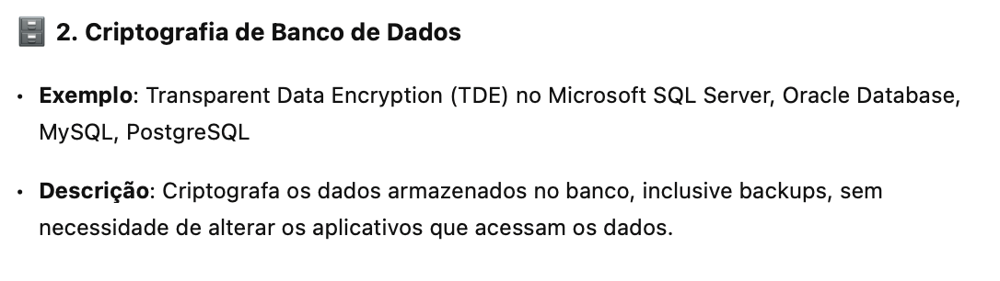 🗄️ 2. Criptografia de Banco de Dados
• Exemplo: Transparent Data Encryption (TDE) no Microsoft SQL Server, Oracle Database,
MySQL, PostgreSQL
• Descrição: Criptografa os dados armazenados no banco, inclusive backups, sem
necessidade de alterar os aplicativos que acessam os dados.